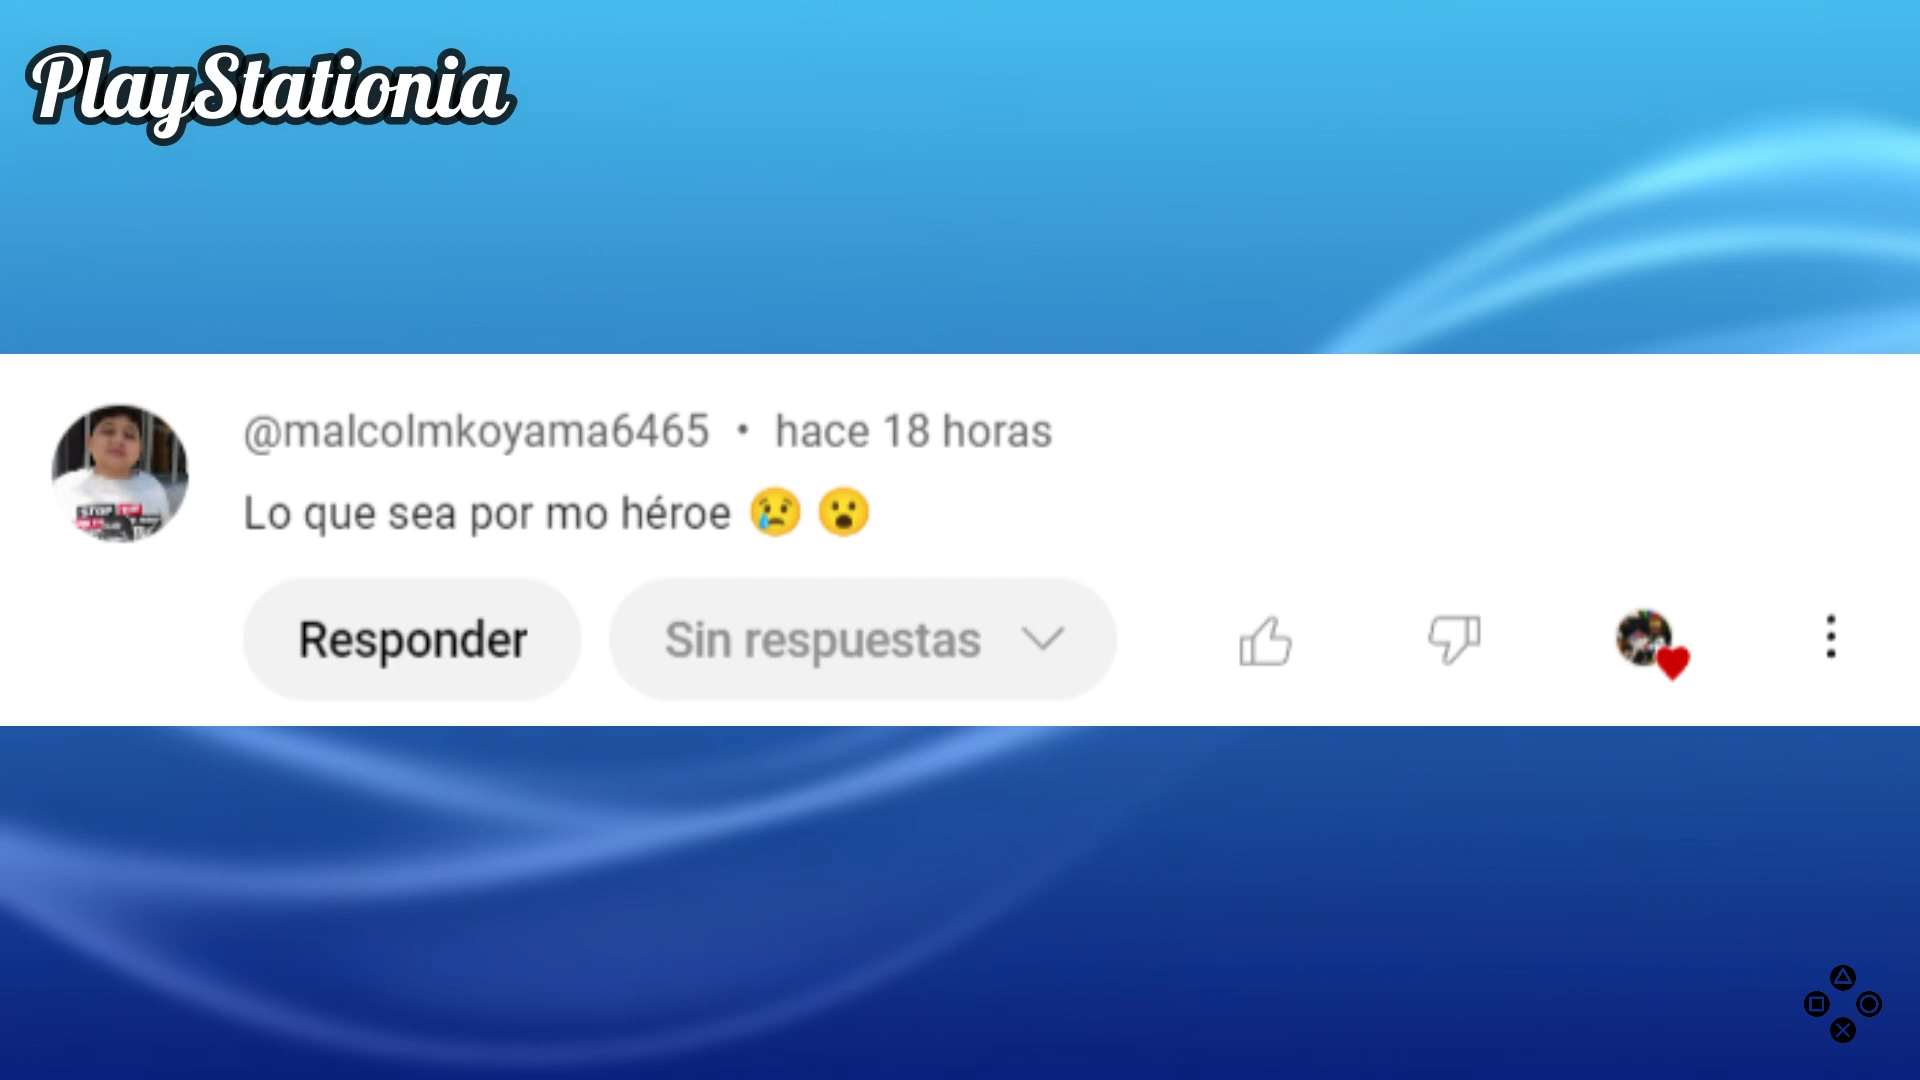 PlayStationia
@malcolmkoyama6465 • hace 18 horas
Lo que sea por mo héroe 😢 😮
Responder
Sin respuestas